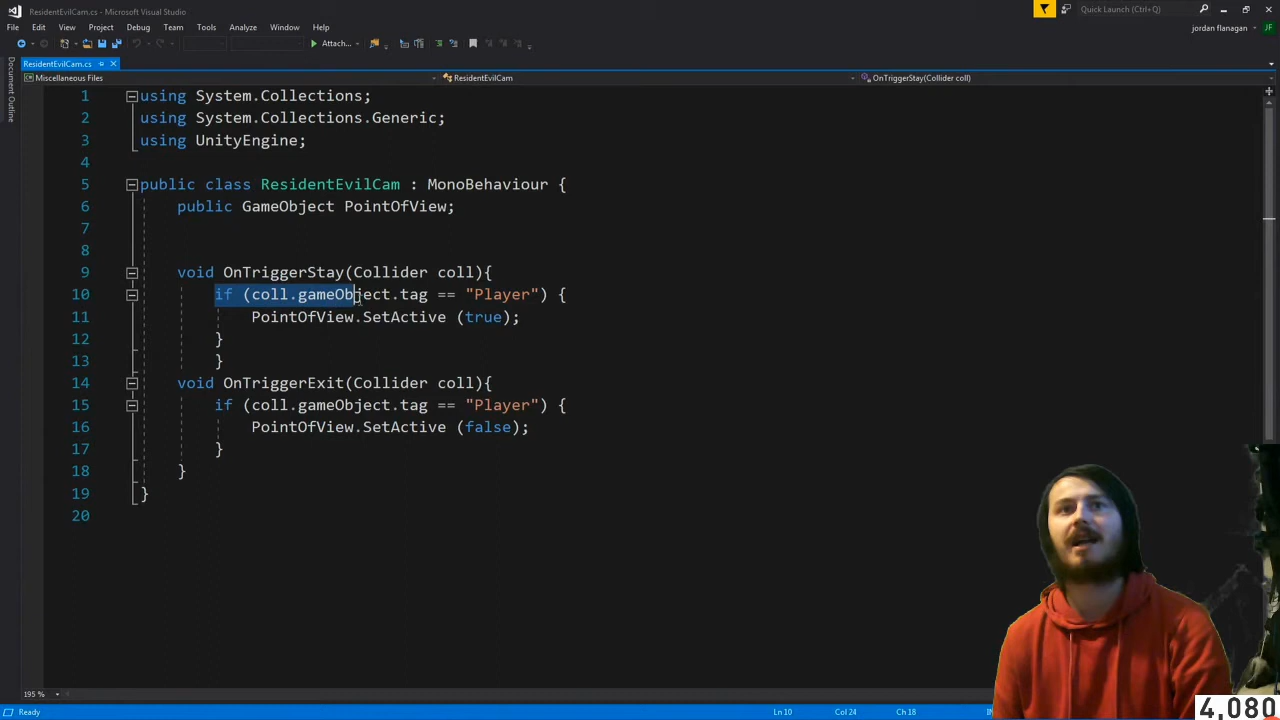 ResidentEvilCam.cs - Microsoft Visual Studio
Quick Launch (Ctrl+Q)
File Edit View Project Debug Team Tools Analyze Window Help
jordan flanagan JF
Attach...
ResidentEvilCam.cs
Document Outline
Miscellaneous Files ResidentEvilCam OnTriggerStay(Collider coll)
1 using System.Collections;
2 using System.Collections.Generic;
3 using UnityEngine;
4
5 public class ResidentEvilCam : MonoBehaviour {
6 public GameObject PointOfView;
7
8
9 void OnTriggerStay(Collider coll){
10 if (coll.gameObject.tag == "Player") {
11 PointOfView.SetActive (true);
12 }
13 }
14 void OnTriggerExit(Collider coll){
15 if (coll.gameObject.tag == "Player") {
16 PointOfView.SetActive (false);
17 }
18 }
19 }
20
195 %
Ready Ln 10 Col 24 Ch 18
4,080